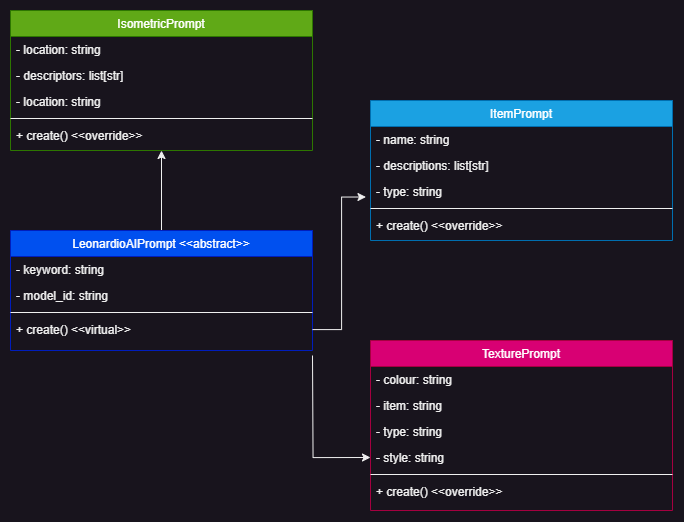 IsometricPrompt
- location: string
- descriptors: list[str]
- location: string
+ create() <<override>>
ItemPrompt
- name: string
- descriptions: list[str]
- type: string
+ create() <<override>>
LeonardioAIPrompt <<abstract>>
- keyword: string
- model_id: string
+ create() <<virtual>>
TexturePrompt
- colour: string
- item: string
- type: string
- style: string
+ create() <<override>>